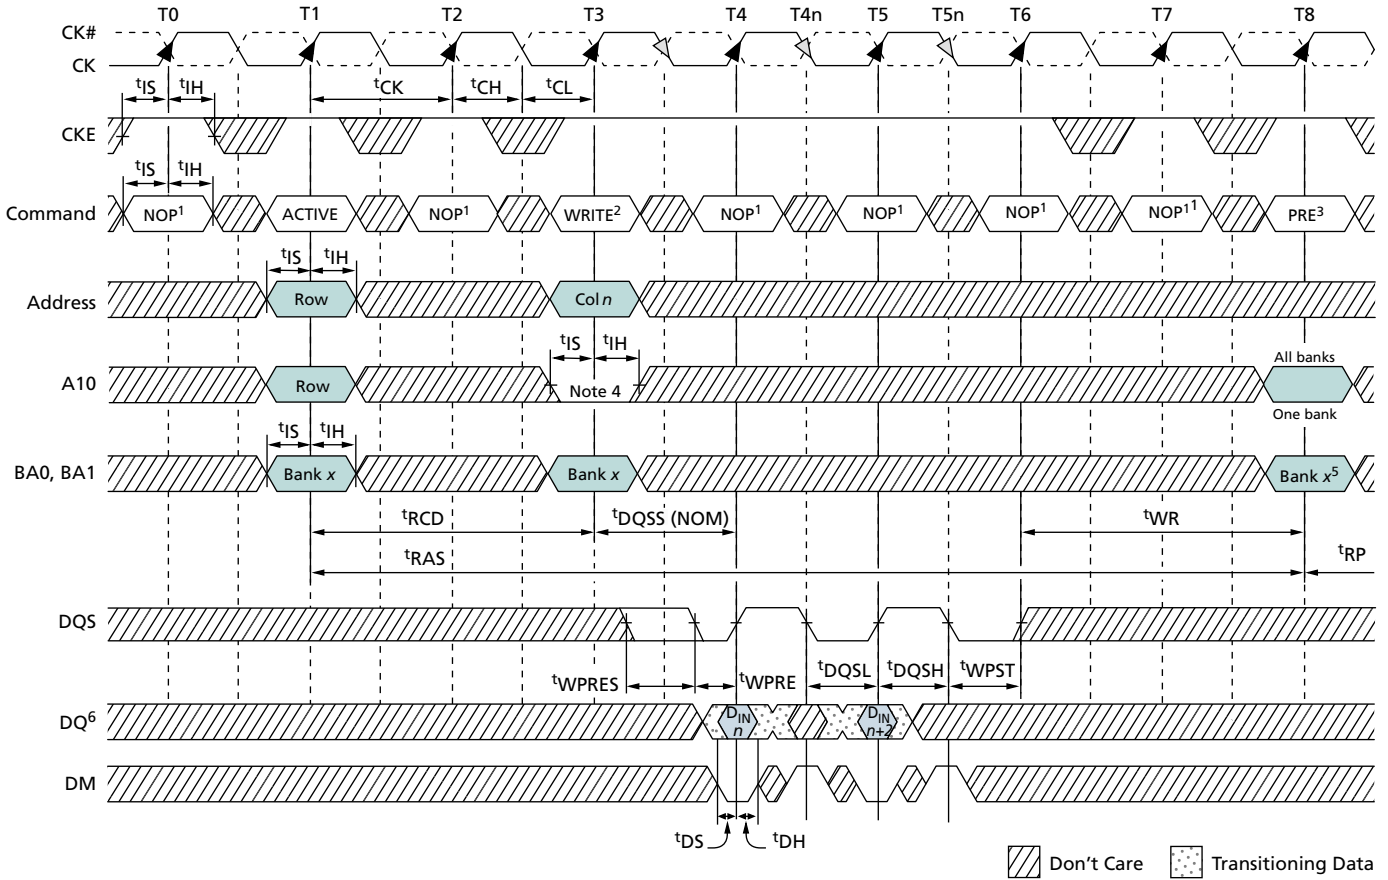 T0 T1 T2 T3 T4 T4n T5 T5n T6 T7 T8
CK#
CK
tIS tIH tCK tCH tCL
CKE
tIS tIH
Command NOP1 ACTIVE NOP1 WRITE2 NOP1 NOP1 NOP1 NOP11 PRE3
tIS tIH
Address Row Col n
tIS tIH
All banks
A10 Row Note 4
One bank
tIS tIH
BA0, BA1 Bank x Bank x Bank x5
tRCD tDQSS (NOM) tWR
tRAS tRP
DQS
tWPRES tWPRE tDQSL tDQSH tWPST
DQ6 DIN n DIN n+2
DM
tDS tDH
Don't Care Transitioning Data